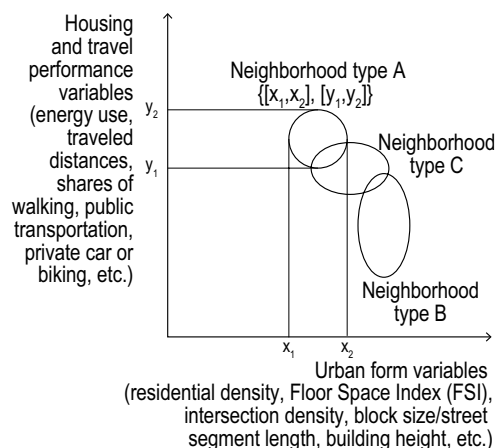 Housing
and travel
performance
variables
(energy use,
traveled
distances,
shares of
walking, public
transportation,
private car or
biking, etc.)
Neighborhood type A
{[x₁,x₂], [y₁,y₂]}
y₂
Neighborhood
type C
y₁
Neighborhood
type B
x₁ x₂
Urban form variables
(residential density, Floor Space Index (FSI),
intersection density, block size/street
segment length, building height, etc.)